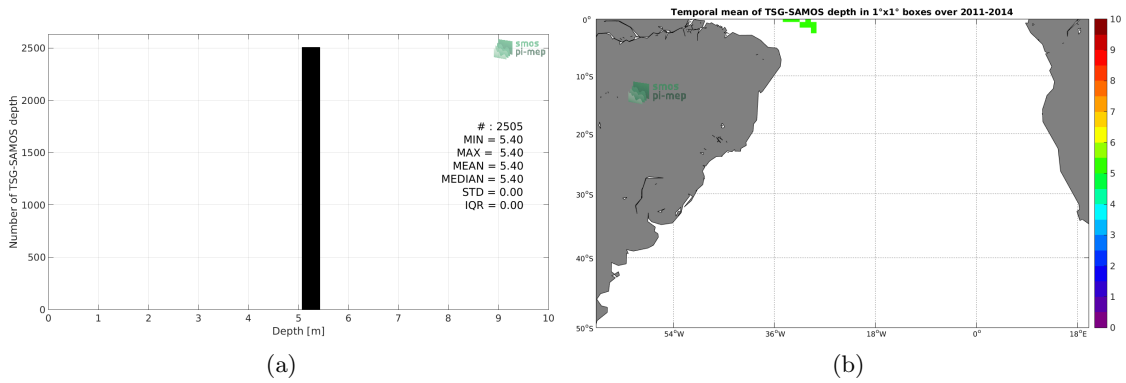 Number of TSG-SAMOS depth
2500
2000
1500
1000
500
0
0 1 2 3 4 5 6 7 8 9 10
Depth [m]
smos
pi-mep
# : 2505
MIN = 5.40
MAX = 5.40
MEAN = 5.40
MEDIAN = 5.40
STD = 0.00
IQR = 0.00
(a)
Temporal mean of TSG-SAMOS depth in 1°x1° boxes over 2011-2014
0°
10°S
20°S
30°S
40°S
50°S
54°W 36°W 18°W 0° 18°E
smos
pi-mep
10
9
8
7
6
5
4
3
2
1
0
(b)